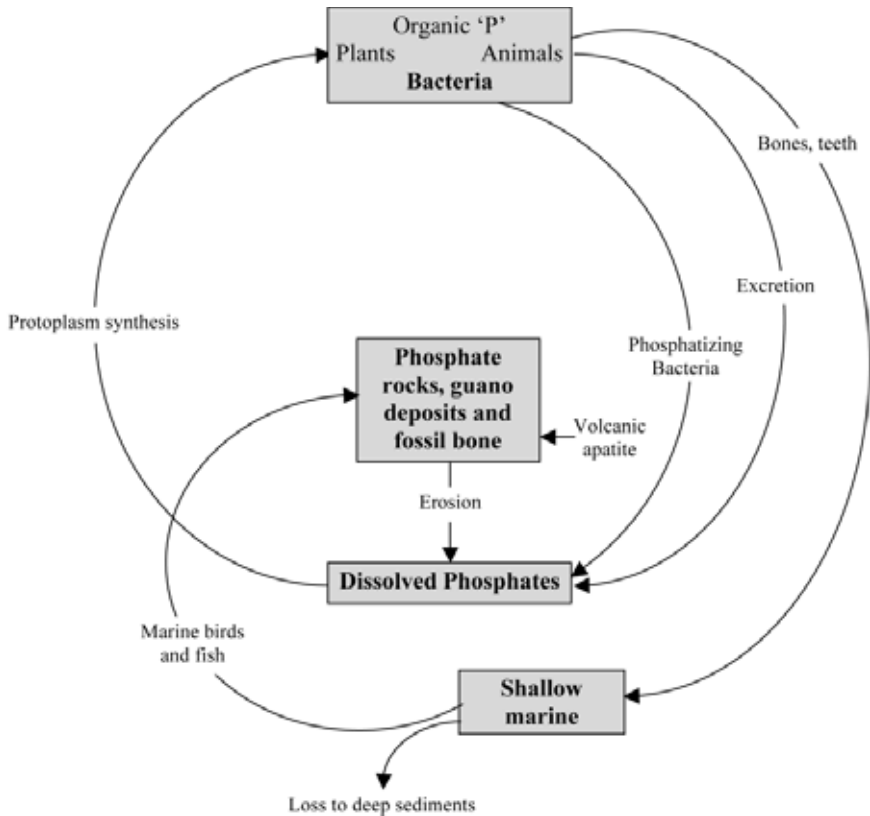 Organic ‘P’
Plants Animals
Bacteria
Bones, teeth
Excretion
Protoplasm synthesis
Phosphatizing
Bacteria
Phosphate
rocks, guano
deposits and
fossil bone
Volcanic
apatite
Erosion
Dissolved Phosphates
Marine birds
and fish
Shallow
marine
Loss to deep sediments